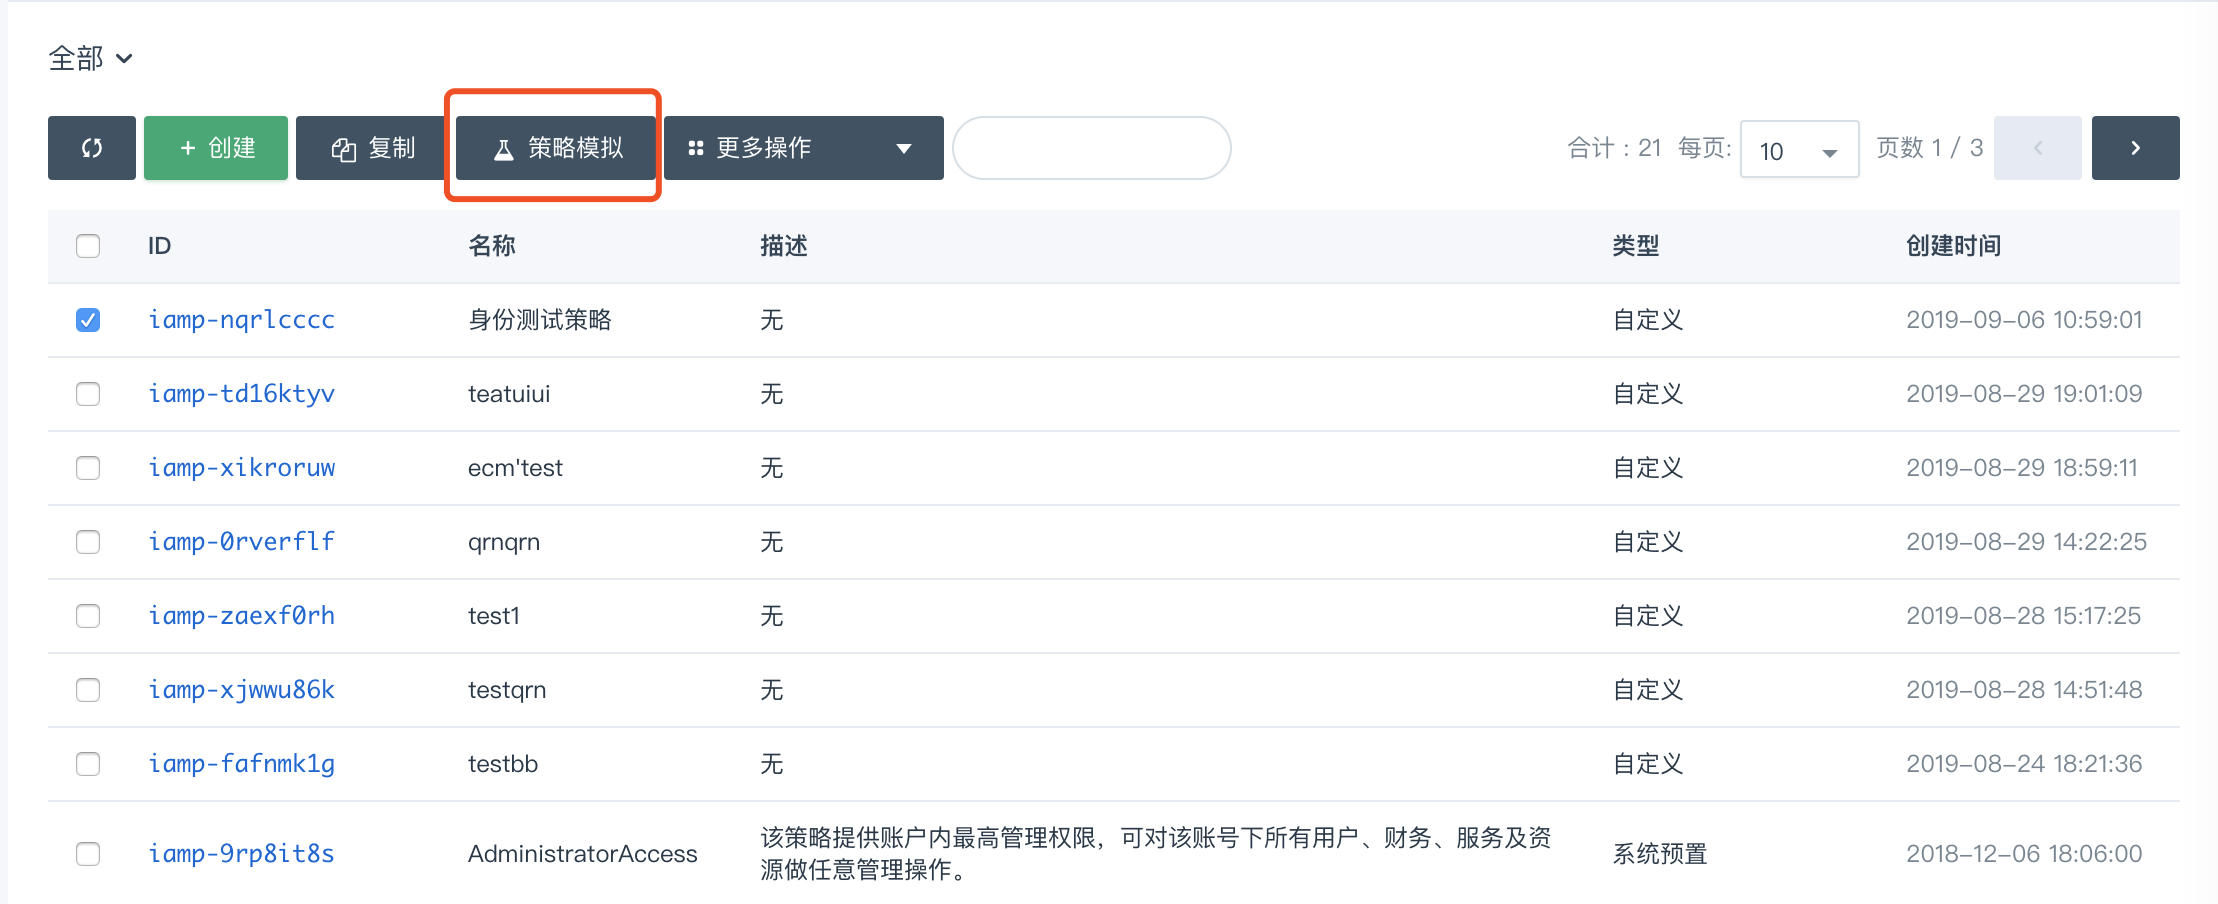 全部
创建 复制 策略模拟 更多操作 合计：21 每页: 10 页数 1 / 3
ID 名称 描述 类型 创建时间
iamp-nqrlcccc 身份测试策略 无 自定义 2019-09-06 10:59:01
iamp-td16ktyv teatuiui 无 自定义 2019-08-29 19:01:09
iamp-xikroruw ecm'test 无 自定义 2019-08-29 18:59:11
iamp-0rverflf qrnqrn 无 自定义 2019-08-29 14:22:25
iamp-zaexf0rh test1 无 自定义 2019-08-28 15:17:25
iamp-xjwwu86k testqrn 无 自定义 2019-08-28 14:51:48
iamp-fafnmk1g testbb 无 自定义 2019-08-24 18:21:36
iamp-9rp8it8s AdministratorAccess 该策略提供账户内最高管理权限，可对该账号下所有用户、财务、服务及资 系统预置 2018-12-06 18:06:00
源做任意管理操作。